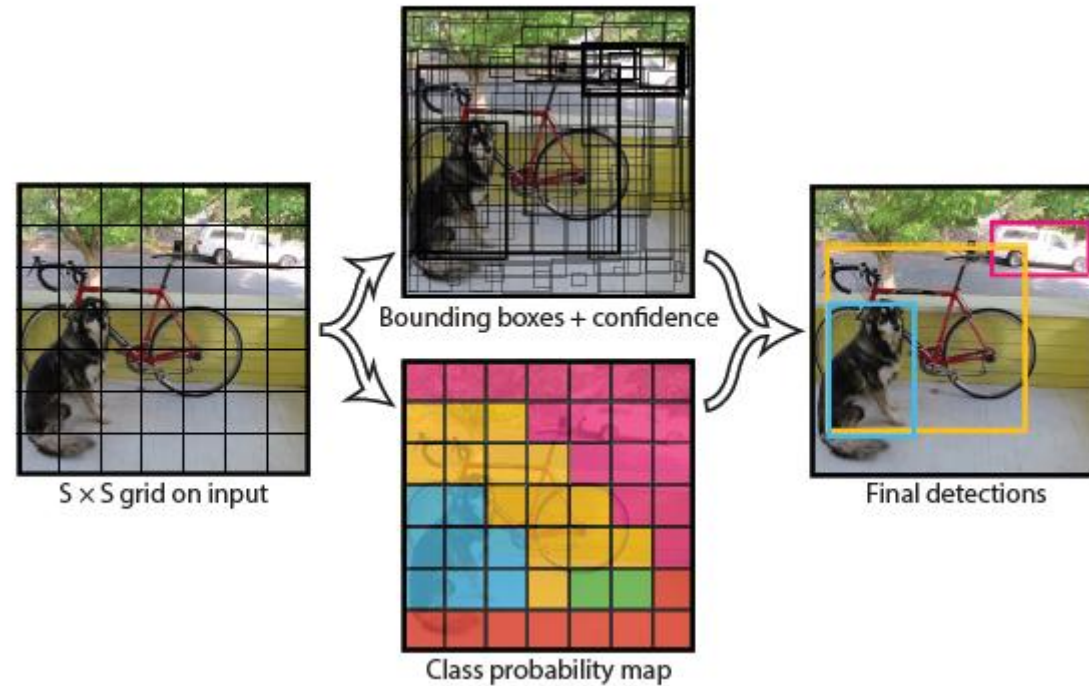 S × S grid on input
Bounding boxes + confidence
Class probability map
Final detections